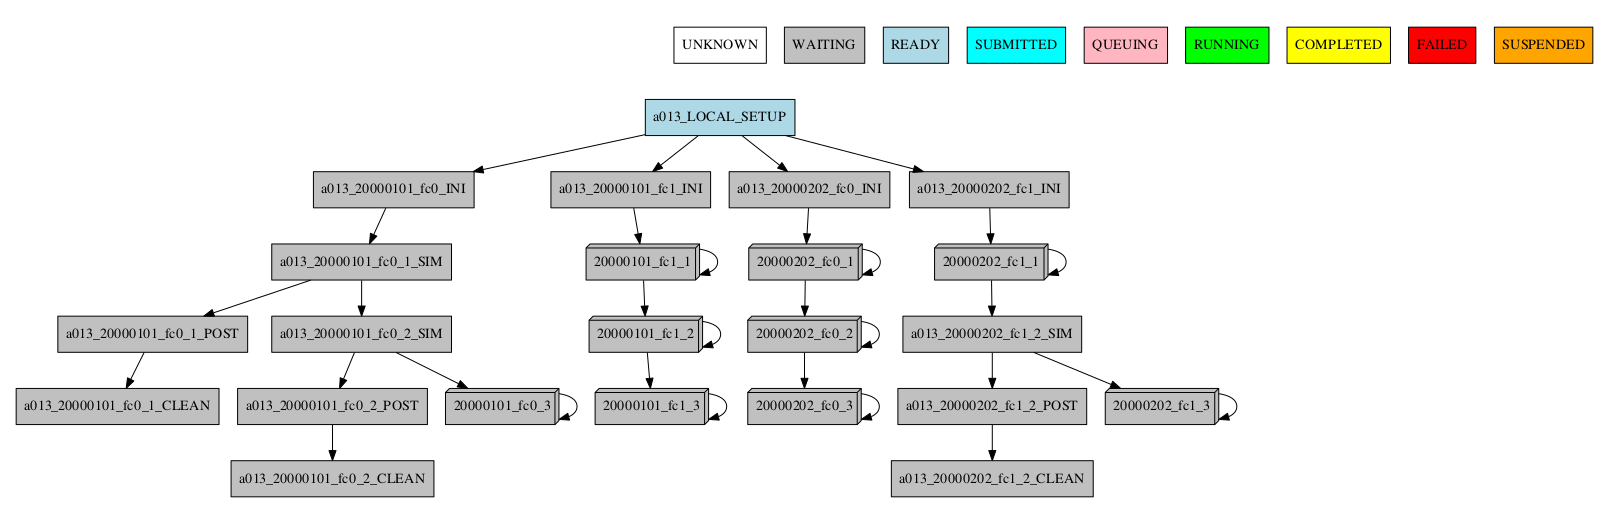 UNKNOWN WAITING READY SUBMITTED QUEUING RUNNING COMPLETED FAILED SUSPENDED
a013_LOCAL_SETUP
a013_20000101_fc0_INI a013_20000101_fc1_INI a013_20000202_fc0_INI a013_20000202_fc1_INI
a013_20000101_fc0_1_SIM 20000101_fc1_1 20000202_fc0_1 20000202_fc1_1
a013_20000101_fc0_1_POST a013_20000101_fc0_2_SIM 20000101_fc1_2 20000202_fc0_2 a013_20000202_fc1_2_SIM
a013_20000101_fc0_1_CLEAN a013_20000101_fc0_2_POST 20000101_fc0_3 20000101_fc1_3 20000202_fc0_3 a013_20000202_fc1_2_POST 20000202_fc1_3
a013_20000101_fc0_2_CLEAN a013_20000202_fc1_2_CLEAN